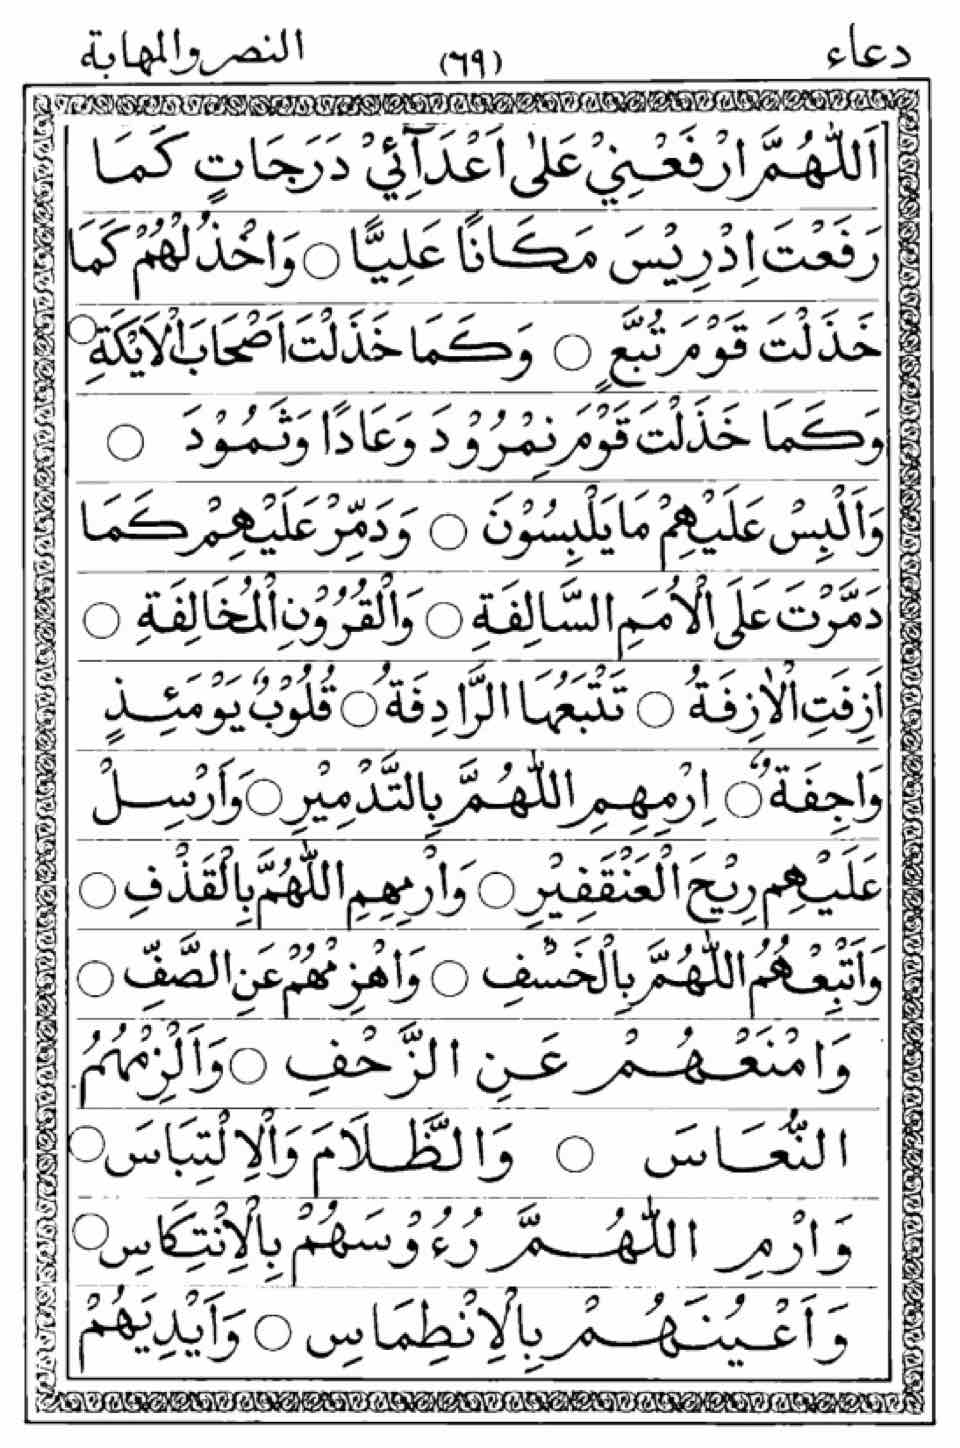 دعاء (٦٩) النصر والمهابة
اَللّٰهُمَّ ارْفَعْنِيْ عَلٰى اَعْدَآئِيْ دَرَجَاتٍ كَمَا
رَفَعْتَ اِدْرِيْسَ مَكَانًا عَلِيًّا ○ وَاخْذُلْهُمْ كَمَا
خَذَلْتَ قَوْمَ تُبَّعٍ ○ وَكَمَا خَذَلْتَ اَصْحَابَ الْاَيْكَةِ ○
وَكَمَا خَذَلْتَ قَوْمَ نِمْرُوْدَ وَعَادًا وَثَمُوْدَ ○
وَاَلْبِسْ عَلَيْهِمْ مَا يَلْبِسُوْنَ ○ وَدَمِّرْ عَلَيْهِمْ كَمَا
دَمَّرْتَ عَلَى الْاُمَمِ السَّالِفَةِ ○ وَالْقُرُوْنِ الْمُخَالِفَةِ ○
اَزِفَتِ الْاٰزِفَةُ ○ تَتْبَعُهَا الرَّادِفَةُ ○ قُلُوْبٌ يَوْمَئِذٍ
وَاجِفَةٌ ○ اِرْمِهِمِ اللّٰهُمَّ بِالتَّدْمِيْرِ ○ وَاَرْسِلْ
عَلَيْهِم رِيْحَ الْعَنْقَفِيْرِ ○ وَارْمِهِمِ اللّٰهُمَّ بِالْقَذْفِ ○
وَاَتْبِعْهُمُ اللّٰهُمَّ بِالْخَسْفِ ○ وَاهْزِمْهُمْ عَنِ الصَّفِّ ○
وَامْنَعْهُمْ عَنِ الزَّحْفِ ○ وَاَلْزِمْهُمُ
النُّعَاسَ ○ وَالظَّلَامَ وَالْاِلْتِبَاسَ ○
وَارْمِ اللّٰهُمَّ رُءُوْسَهُمْ بِالْاِنْتِكَاسِ ○
وَاَعْيُنَهُمْ بِالْاِنْطِمَاسِ ○ وَاَيْدِيَهُمْ